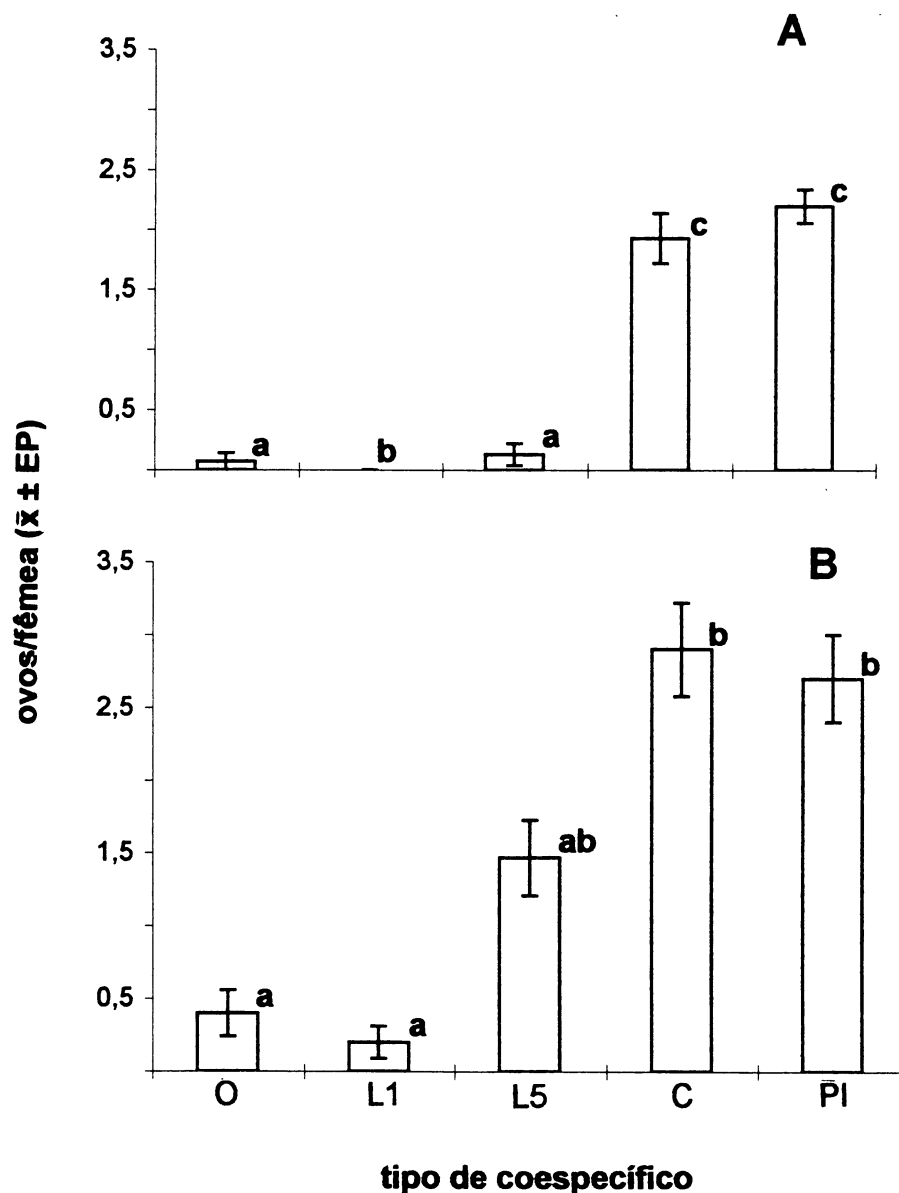 A
3,5
2,5
1,5
0,5
a
b
a
c
c
ovos/fêmea (x̄ ± EP)
B
3,5
2,5
1,5
0,5
a
a
ab
b
b
O
L1
L5
C
PI
tipo de coespecífico